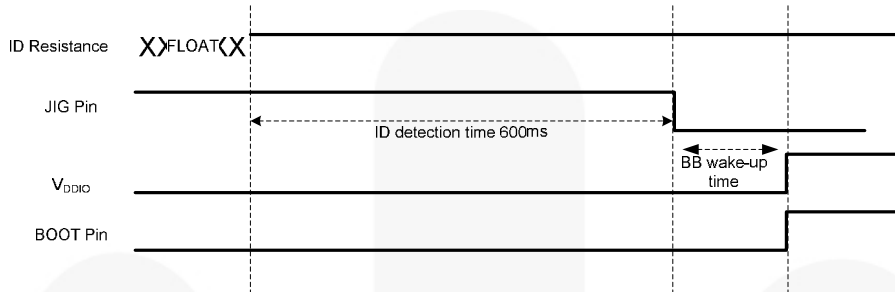 ID Resistance
X FLOAT X
JIG Pin
ID detection time 600ms
BB wake-up
time
VDDIO
BOOT Pin